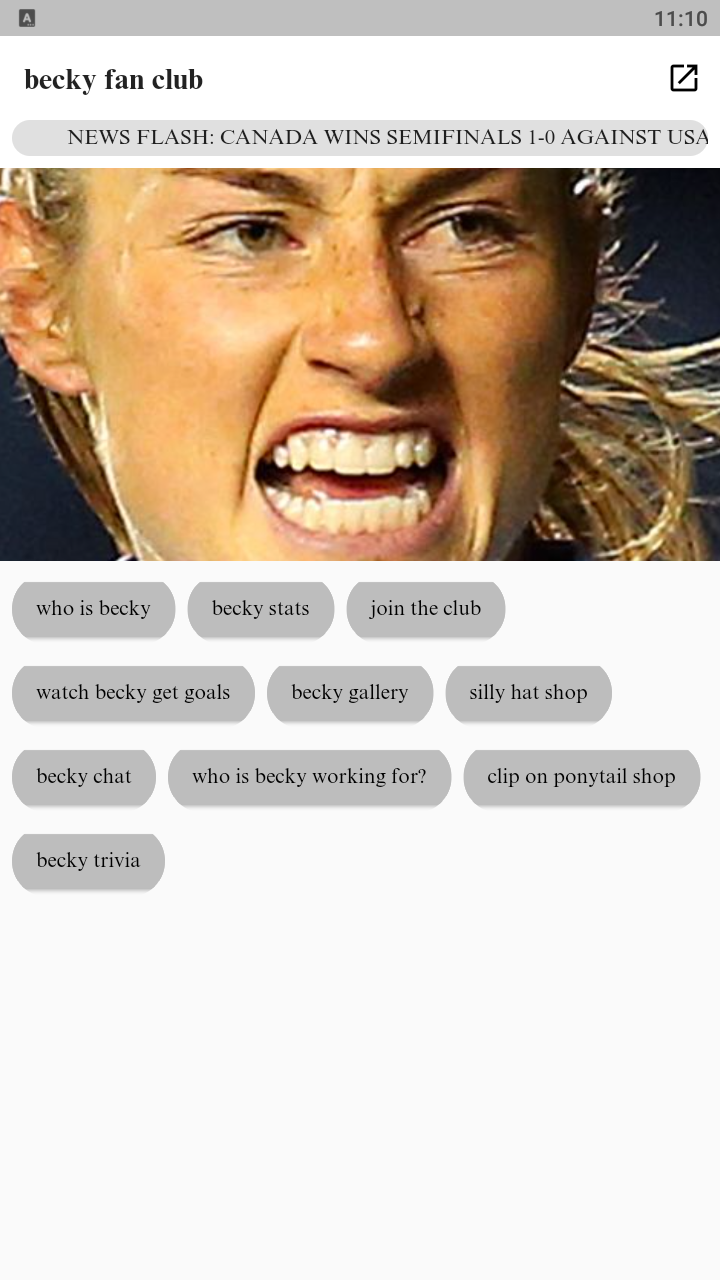 11:10
becky fan club
NEWS FLASH: CANADA WINS SEMIFINALS 1-0 AGAINST USA
who is becky
becky stats
join the club
watch becky get goals
becky gallery
silly hat shop
becky chat
who is becky working for?
clip on ponytail shop
becky trivia